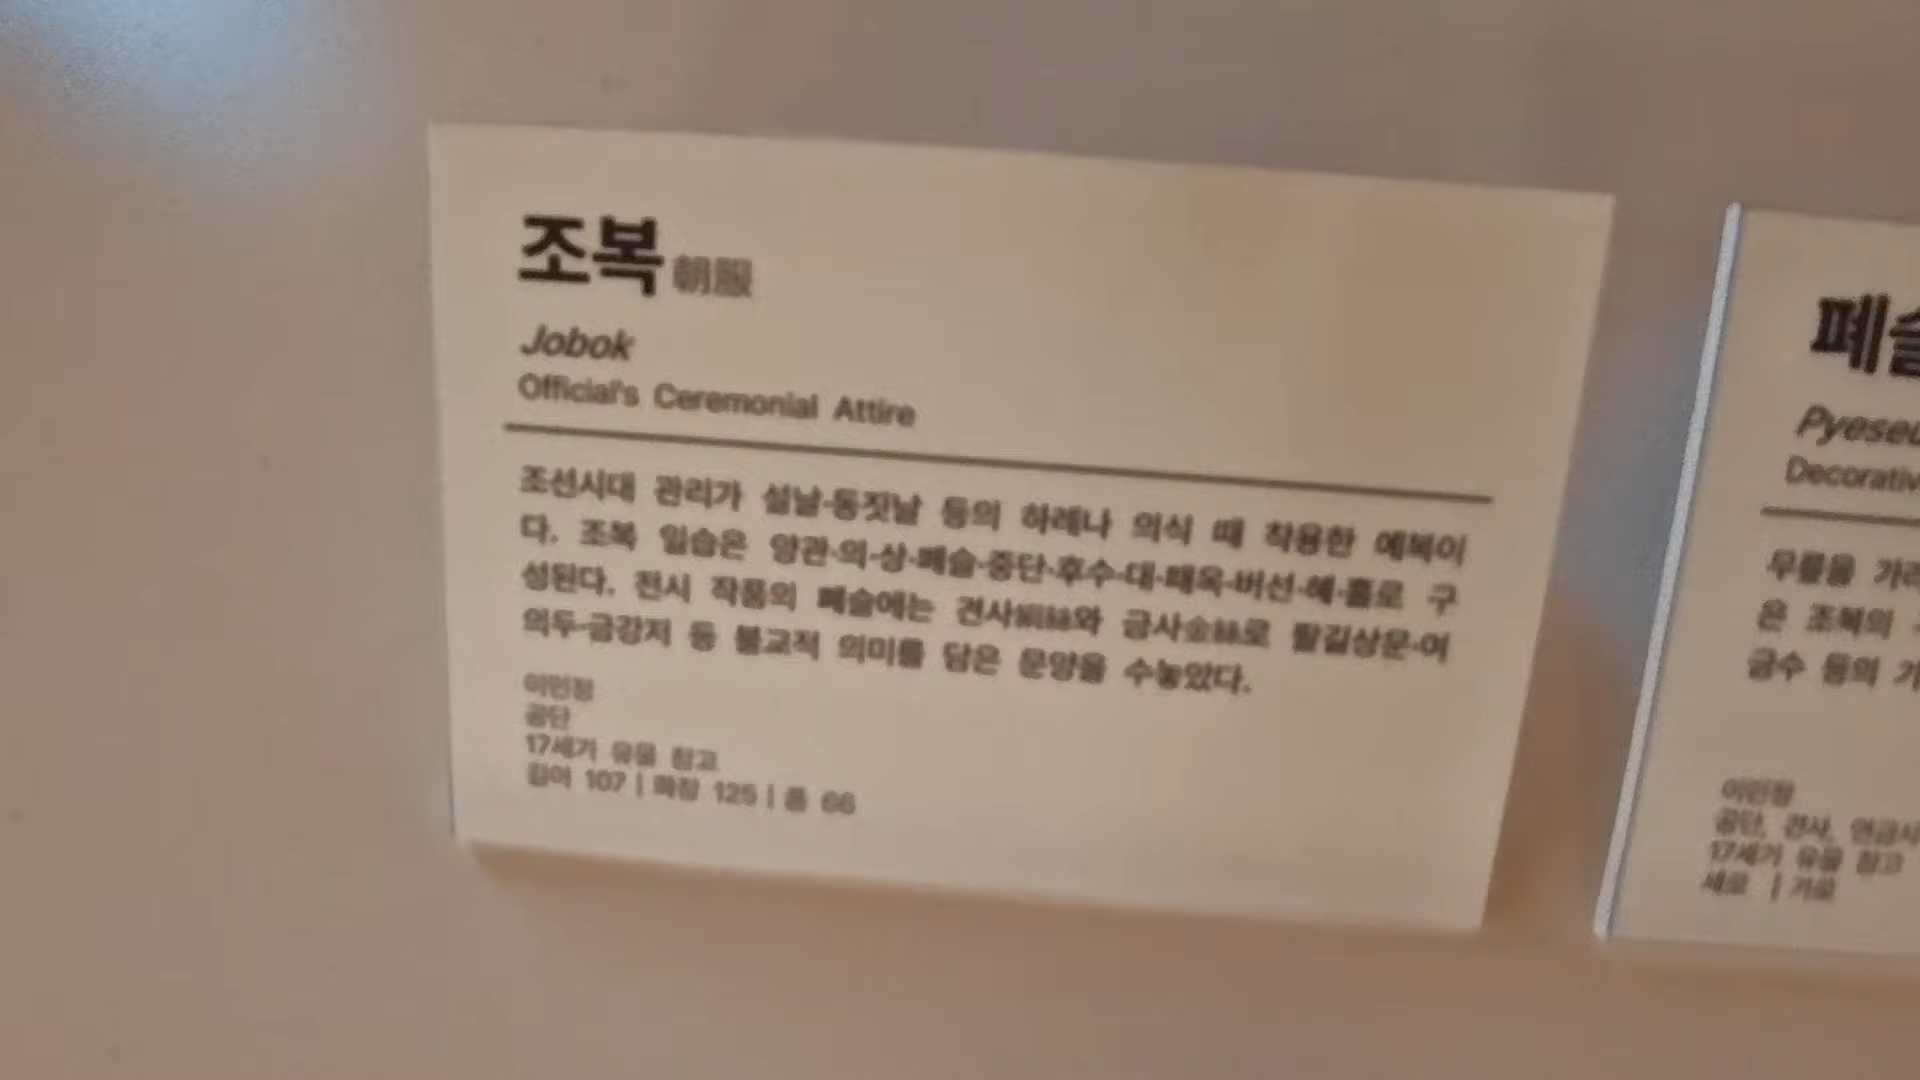 조복 朝服
Jobok
Official's Ceremonial Attire
조선시대 관리가 설날·동짓날 등의 하례나 의식 때 착용한 예복이
다. 조복 일습은 양관·의·상·폐슬·중단·후수·대·패옥·버선·혜·홀로 구
성된다. 전시 작품의 폐슬에는 견사絹絲와 금사金絲로 팔길상문·여
의두·금강저 등 불교적 의미를 담은 문양을 수놓았다.
이민정
공단
17세기 유물 참고
길이 107 | 화장 125 | 품 66
폐슬
Pyeseu
Decorativ
무릎을 가리
은 조복의
금수 등의 기
이민정
공단, 견사, 연금사
17세기 유물 참고
세로 | 가로